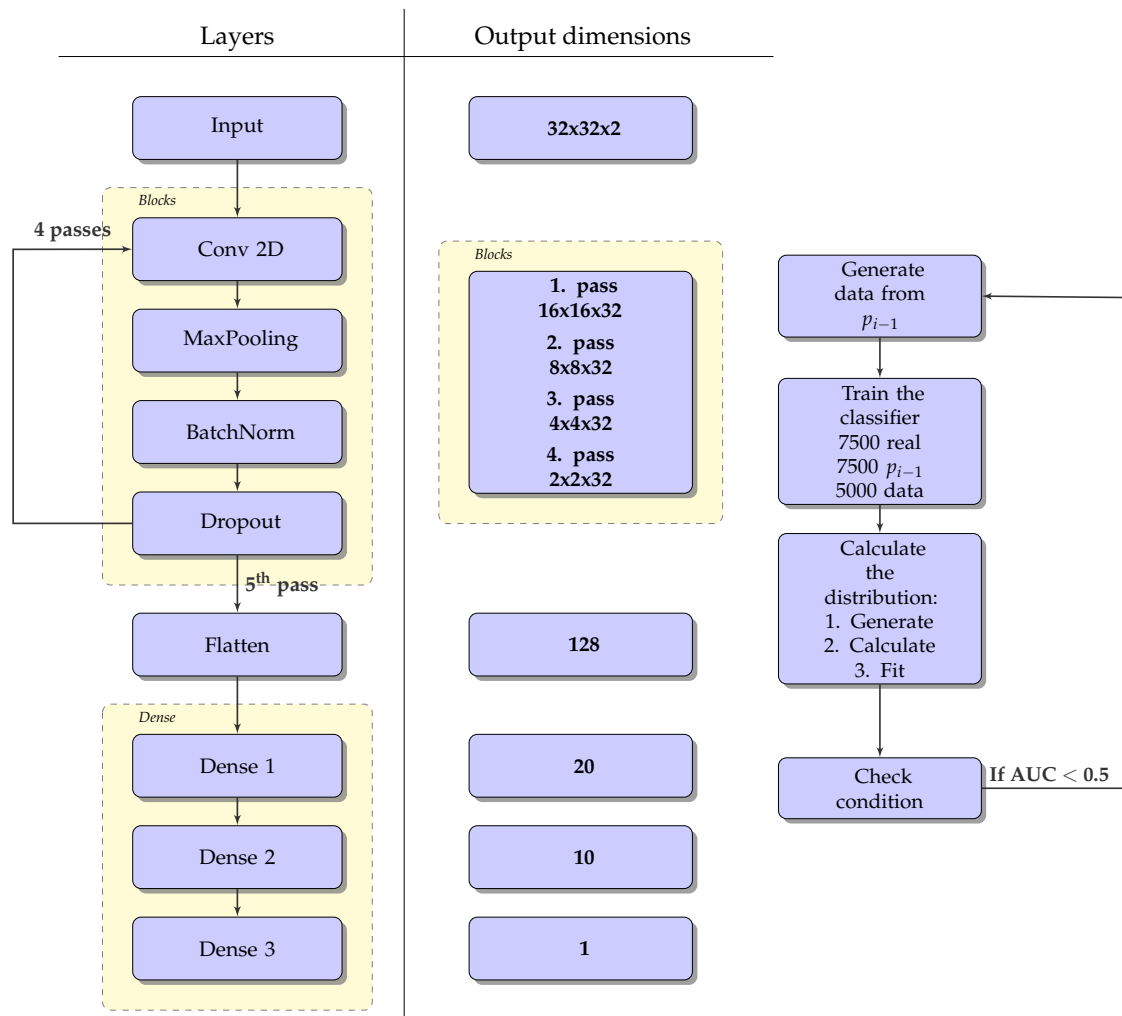 Layers
Output dimensions
Input
32x32x2
Blocks
4 passes
Conv 2D
MaxPooling
BatchNorm
Dropout
5th pass
Blocks
1. pass
16x16x32
2. pass
8x8x32
3. pass
4x4x32
4. pass
2x2x32
Flatten
128
Dense
Dense 1
20
Dense 2
10
Dense 3
1
Generate
data from
p_{i−1}
Train the
classifier
7500 real
7500 p_{i−1}
5000 data
Calculate
the
distribution:
1. Generate
2. Calculate
3. Fit
Check
condition
If AUC < 0.5